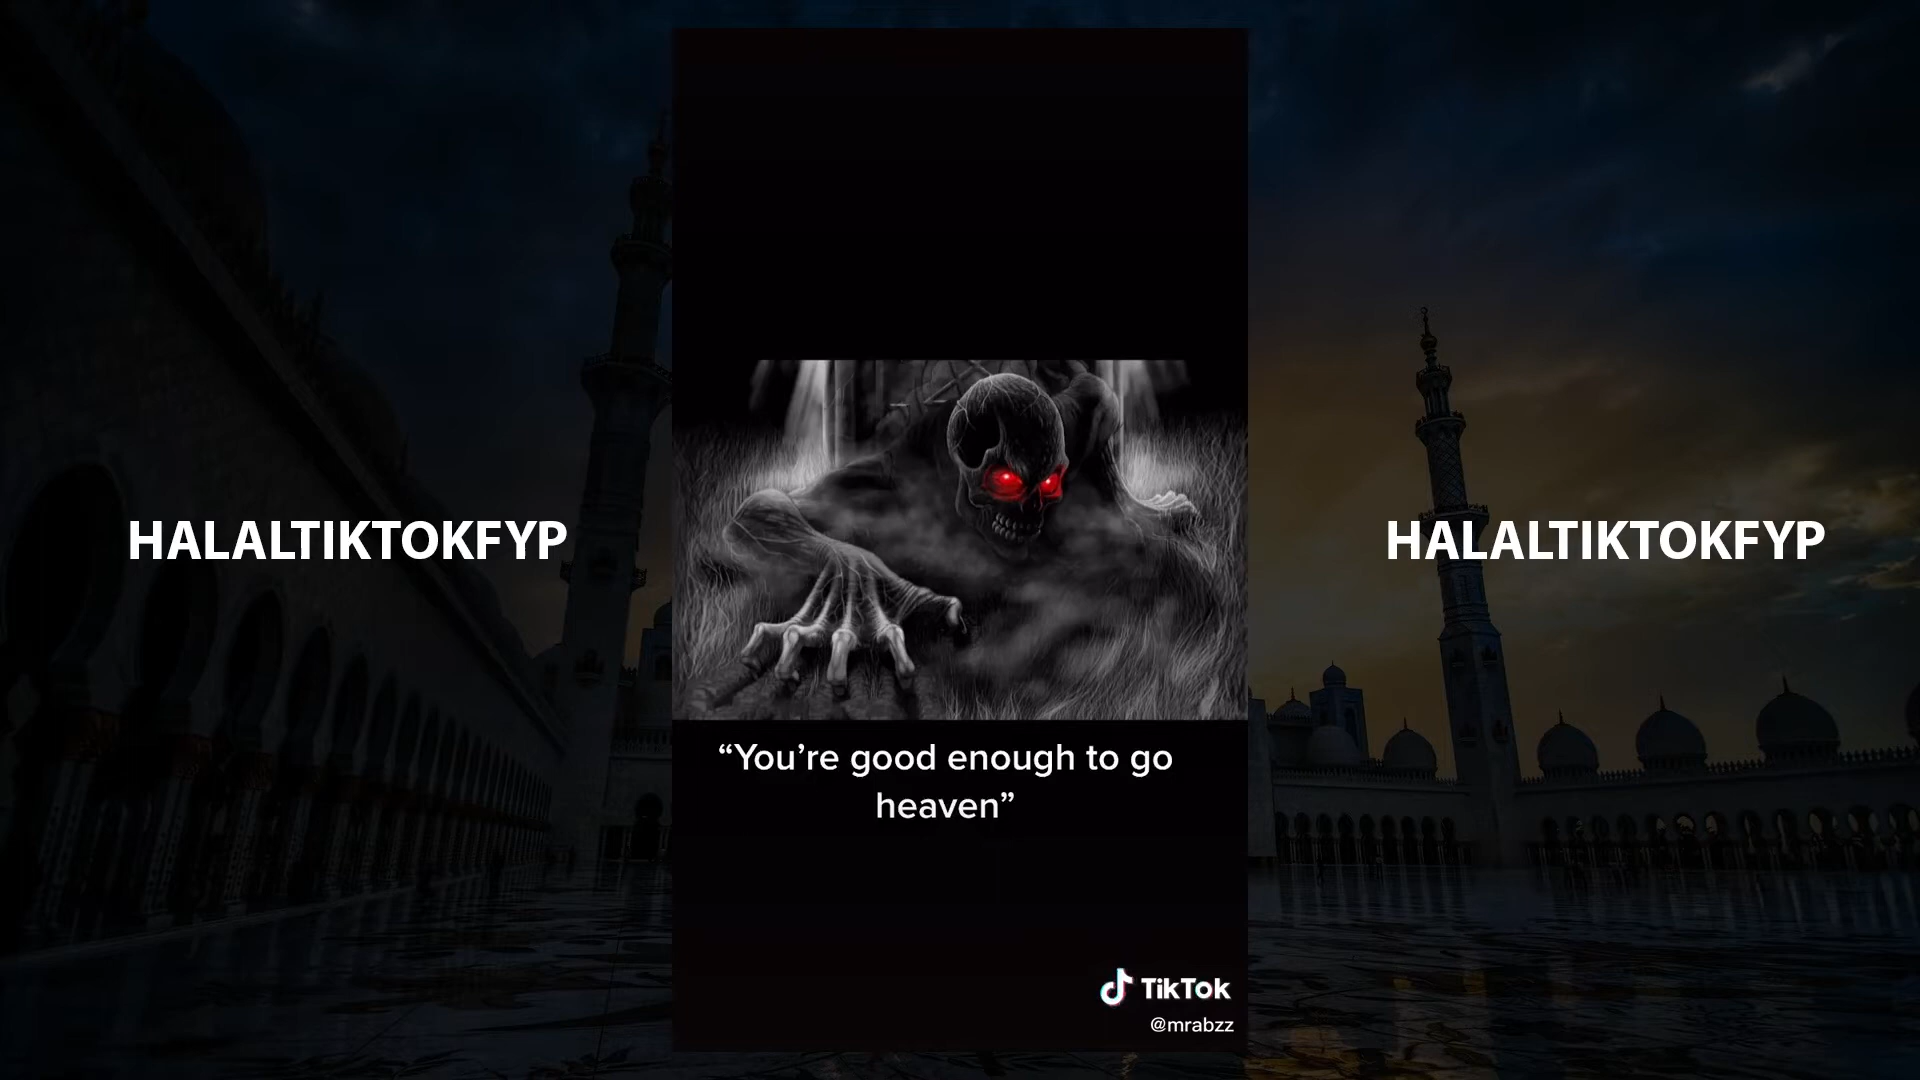 HALALTIKTOKFYP
HALALTIKTOKFYP
“You’re good enough to go
heaven”
TikTok
@mrabzz